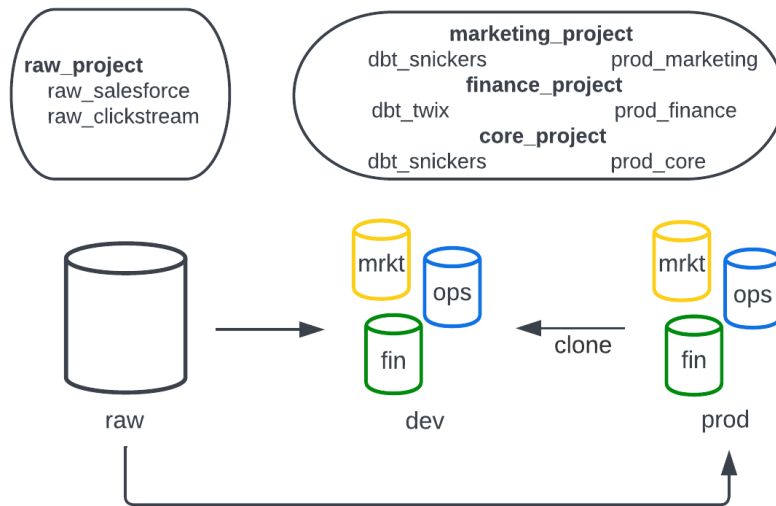 raw_project
raw_salesforce
raw_clickstream
marketing_project
dbt_snickers prod_marketing
finance_project
dbt_twix prod_finance
core_project
dbt_snickers prod_core
mrkt
ops
fin
mrkt
ops
fin
clone
raw
dev
prod